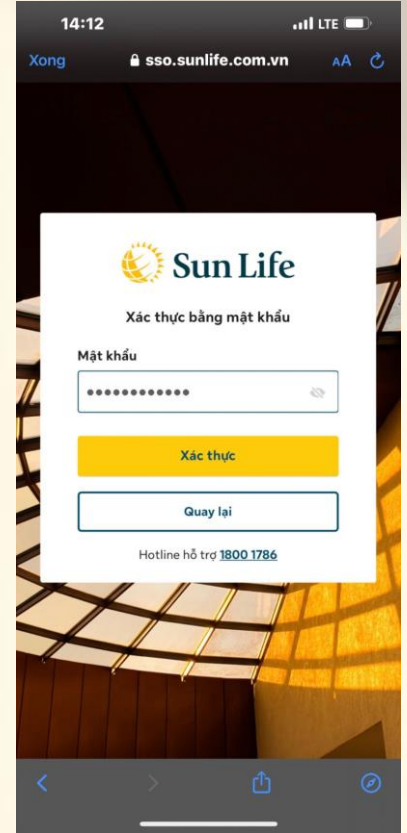 14:12
LTE
Xong
sso.sunlife.com.vn
AA
Sun Life
Xác thực bằng mật khẩu
Mật khẩu
••••••••••••
Xác thực
Quay lại
Hotline hỗ trợ 1800 1786